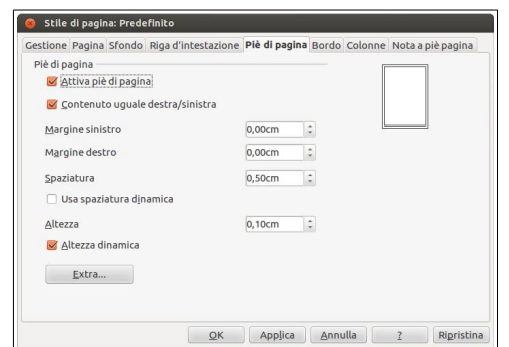 Stile di pagina: Predefinito
Gestione Pagina Sfondo Riga d'intestazione Piè di pagina Bordo Colonne Nota a piè pagina
Piè di pagina
Attiva piè di pagina
Contenuto uguale destra/sinistra
Margine sinistro 0,00cm
Margine destro 0,00cm
Spaziatura 0,50cm
Usa spaziatura dinamica
Altezza 0,10cm
Altezza dinamica
Extra...
OK Applica Annulla ? Ripristina